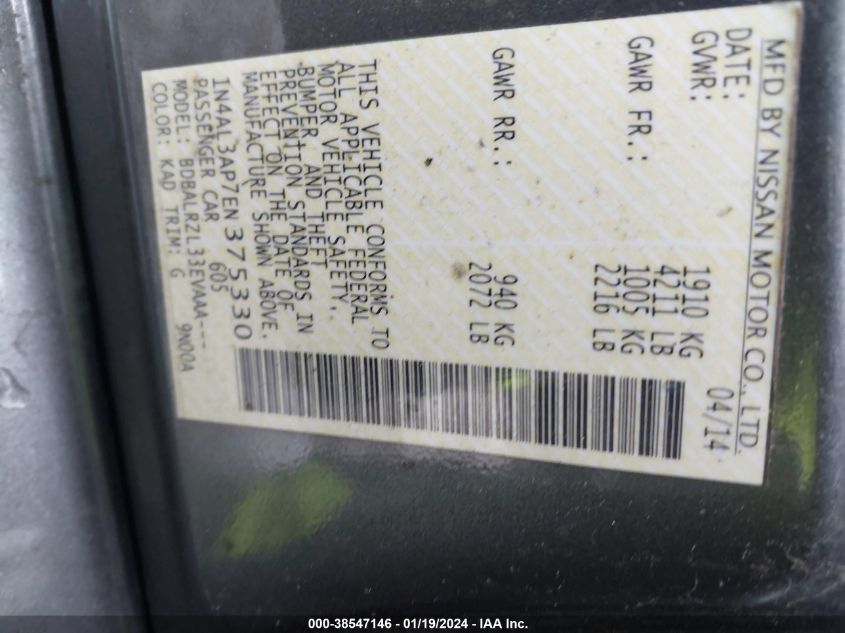 MFD BY NISSAN MOTOR CO., LTD.
DATE: 04/14
GVWR: 1910 KG
4211 LB
GAWR FR.: 1005 KG
2216 LB
GAWR RR.: 940 KG
2072 LB
THIS VEHICLE CONFORMS TO
ALL APPLICABLE FEDERAL
MOTOR VEHICLE SAFETY,
BUMPER, AND THEFT
PREVENTION STANDARDS IN
EFFECT ON THE DATE OF
MANUFACTURE SHOWN ABOVE.
1N4AL3AP7EN375330
PASSENGER CAR 605
MODEL: BDBALRZL33EVAAA---
COLOR: KAD TRIM: G 9N00A
000-38547146 - 01/19/2024 - IAA Inc.